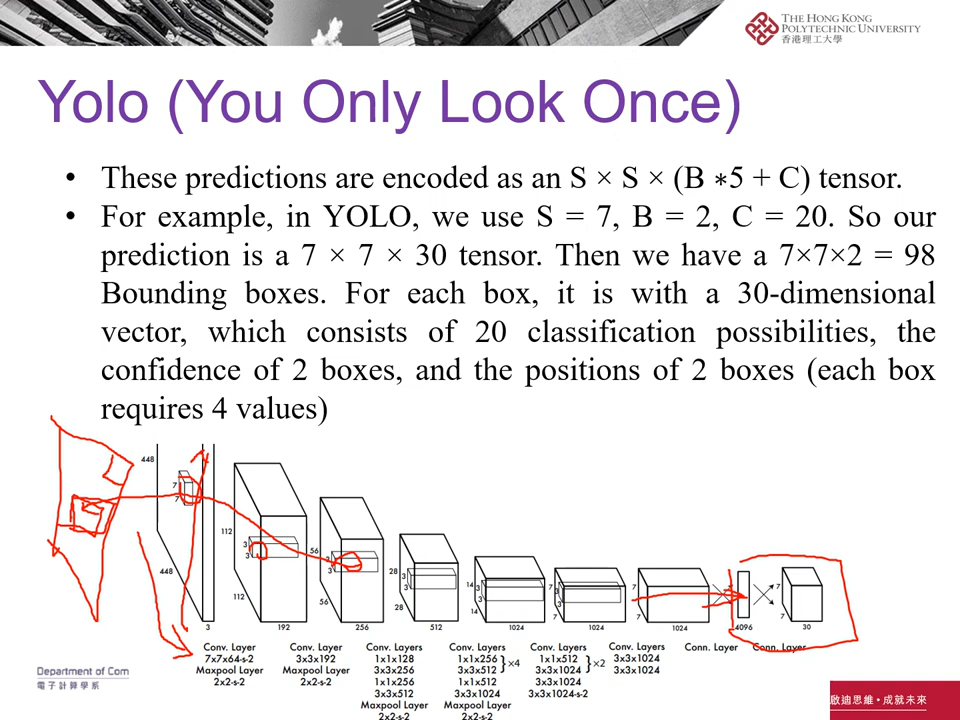 THE HONG KONG
POLYTECHNIC UNIVERSITY
香港理工大學
Yolo (You Only Look Once)
• These predictions are encoded as an S × S × (B ∗5 + C) tensor.
• For example, in YOLO, we use S = 7, B = 2, C = 20. So our
prediction is a 7 × 7 × 30 tensor. Then we have a 7×7×2 = 98
Bounding boxes. For each box, it is with a 30-dimensional
vector, which consists of 20 classification possibilities, the
confidence of 2 boxes, and the positions of 2 boxes (each box
requires 4 values)
448
448
7
7
3
112
112
3
3
192
56
56
3
3
256
28
28
3
3
512
14
14
3
3
1024
7
7
3
3
1024
7
7
1024
4096
7
7
30
Conv. Layer
7x7x64-s-2
Maxpool Layer
2x2-s-2
Conv. Layer
3x3x192
Maxpool Layer
2x2-s-2
Conv. Layers
1x1x128
3x3x256
1x1x256
3x3x512
Maxpool Layer
2x2-s-2
Conv. Layers
1x1x256
3x3x512
}×4
1x1x512
3x3x1024
Maxpool Layer
2x2-s-2
Conv. Layers
1x1x512
3x3x1024
}×2
3x3x1024
3x3x1024-s-2
Conv. Layers
3x3x1024
3x3x1024
Conn. Layer
Conn. Layer
Department of Com
電子計算學系
啟迪思維•成就未來